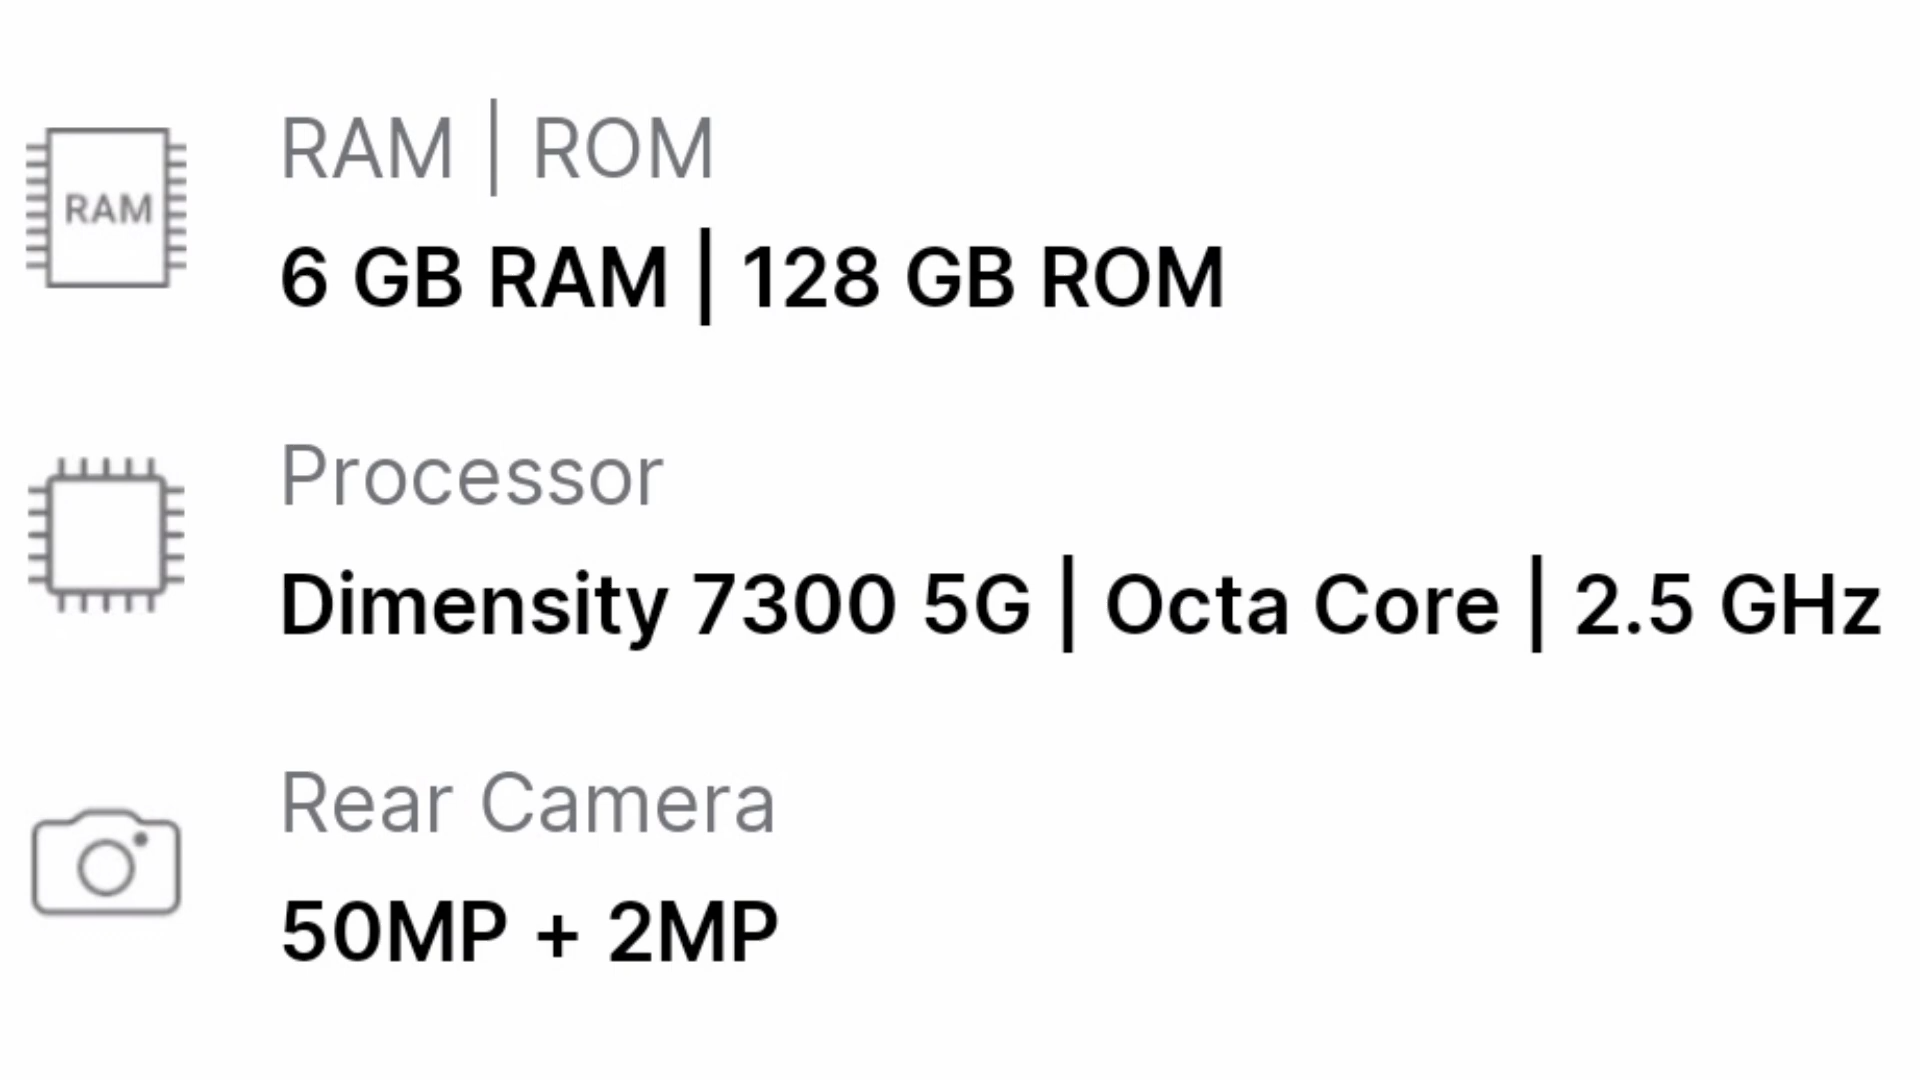 RAM | ROM
RAM
6 GB RAM | 128 GB ROM
Processor
Dimensity 7300 5G | Octa Core | 2.5 GHz
Rear Camera
50MP + 2MP